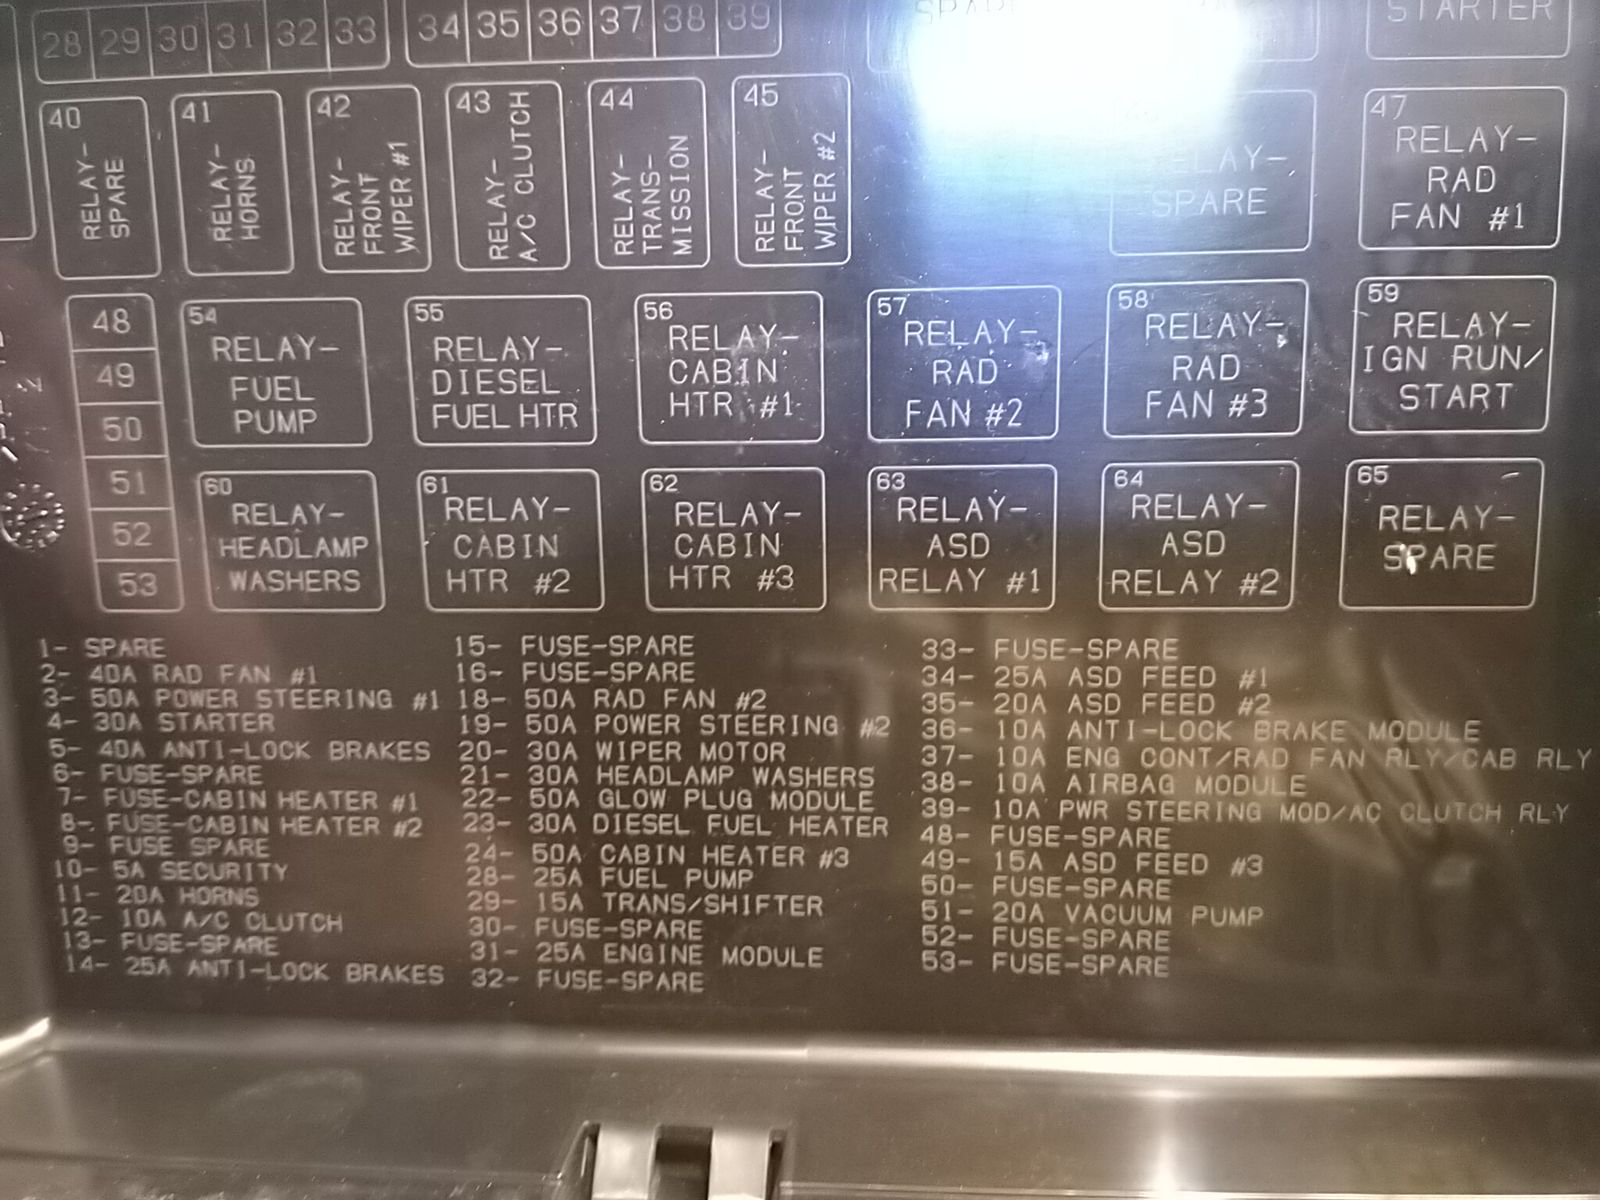 28 29 30 31 32 33 34 35 36 37 38 39
STARTER
40 RELAY-
SPARE
41 RELAY-
HORNS
42 RELAY-
FRONT
WIPER #1
43 RELAY-
A/C CLUTCH
44 RELAY-
TRANS-
MISSION
45 RELAY-
FRONT
WIPER #2
RELAY-
SPARE
47
RELAY-
RAD
FAN #1
48
49
50
51
52
53
54
RELAY-
FUEL
PUMP
55
RELAY-
DIESEL
FUEL HTR
56
RELAY-
CABIN
HTR #1
57
RELAY-
RAD
FAN #2
58
RELAY-
RAD
FAN #3
59
RELAY-
IGN RUN/
START
60
RELAY-
HEADLAMP
WASHERS
61
RELAY-
CABIN
HTR #2
62
RELAY-
CABIN
HTR #3
63
RELAY-
ASD
RELAY #1
64
RELAY-
ASD
RELAY #2
65
RELAY-
SPARE
1- SPARE
2- 40A RAD FAN #1
3- 50A POWER STEERING #1
4- 30A STARTER
5- 40A ANTI-LOCK BRAKES
6- FUSE-SPARE
7- FUSE-CABIN HEATER #1
8- FUSE-CABIN HEATER #2
9- FUSE SPARE
10- 5A SECURITY
11- 20A HORNS
12- 10A A/C CLUTCH
13- FUSE-SPARE
14- 25A ANTI-LOCK BRAKES
15- FUSE-SPARE
16- FUSE-SPARE
18- 50A RAD FAN #2
19- 50A POWER STEERING #2
20- 30A WIPER MOTOR
21- 30A HEADLAMP WASHERS
22- 50A GLOW PLUG MODULE
23- 30A DIESEL FUEL HEATER
24- 50A CABIN HEATER #3
28- 25A FUEL PUMP
29- 15A TRANS/SHIFTER
30- FUSE-SPARE
31- 25A ENGINE MODULE
32- FUSE-SPARE
33- FUSE-SPARE
34- 25A ASD FEED #1
35- 20A ASD FEED #2
36- 10A ANTI-LOCK BRAKE MODULE
37- 10A ENG CONT/RAD FAN RLY/CAB RLY
38- 10A AIRBAG MODULE
39- 10A PWR STEERING MOD/AC CLUTCH RLY
48- FUSE-SPARE
49- 15A ASD FEED #3
50- FUSE-SPARE
51- 20A VACUUM PUMP
52- FUSE-SPARE
53- FUSE-SPARE